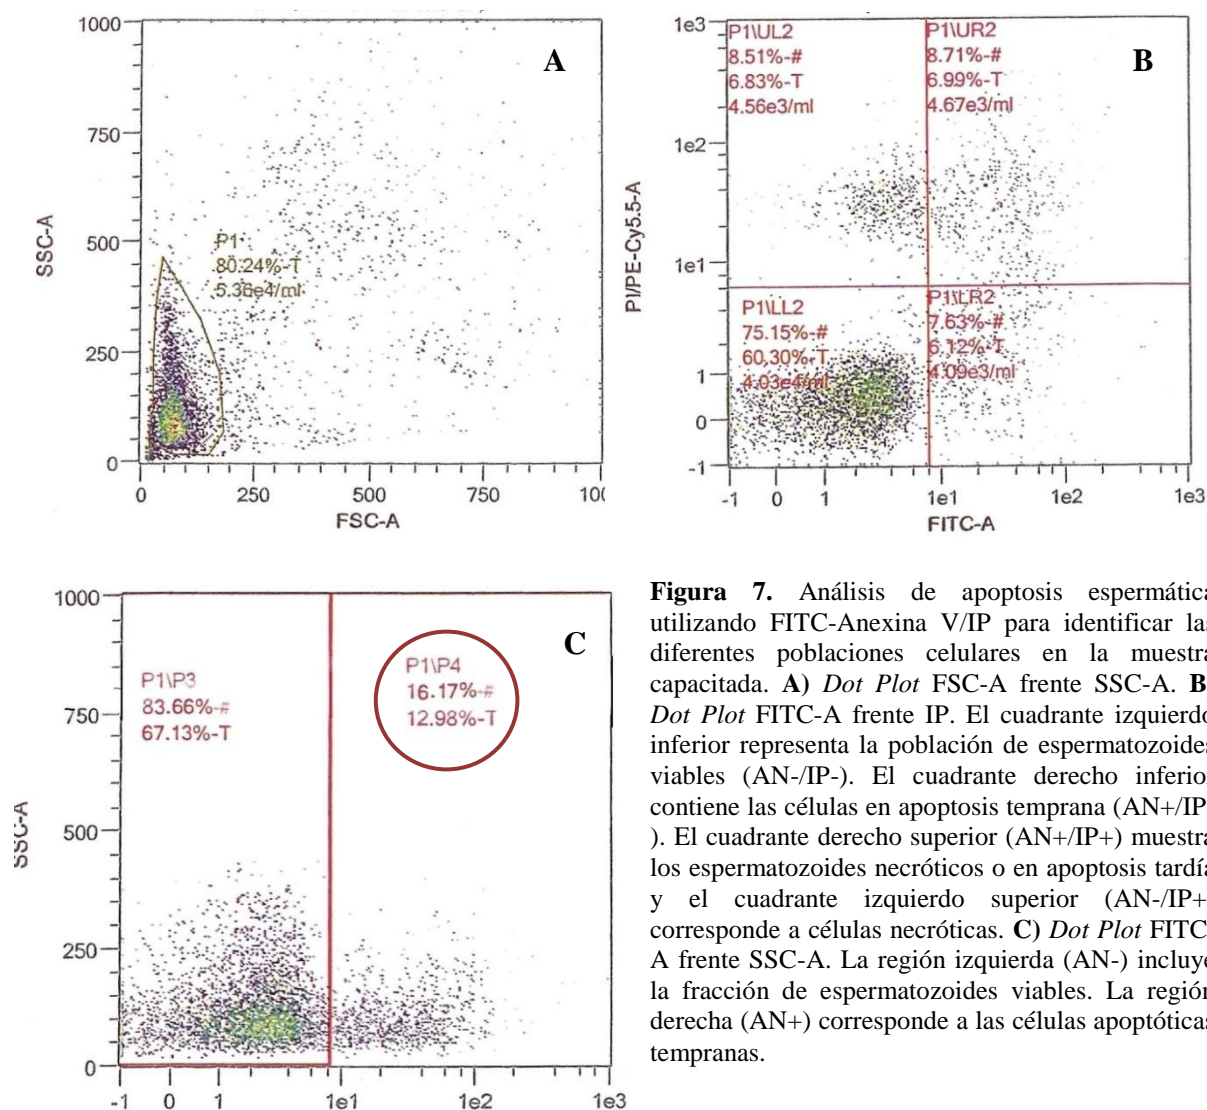 A
1000
750
500
250
0
SSC-A
P1
80.24%-T
5.36e4/ml
0
250
500
750
100
FSC-A
B
1e3
1e2
1e1
1
0
-1
PI/PE-Cy5.5-A
P1\UL2
8.51%-#
6.83%-T
4.56e3/ml
P1\UR2
8.71%-#
6.99%-T
4.67e3/ml
P1\LL2
75.15%-#
60.30%-T
4.03e4/ml
P1\LR2
7.63%-#
6.12%-T
4.09e3/ml
-1
0
1
1e1
1e2
1e3
FITC-A
C
1000
750
500
250
0
SSC-A
P1\P3
83.66%-#
67.13%-T
P1\P4
16.17%-#
12.98%-T
-1
0
1
1e1
1e2
1e3
Figura 7. Análisis de apoptosis espermática
utilizando FITC-Anexina V/IP para identificar las
diferentes poblaciones celulares en la muestra
capacitada. A) Dot Plot FSC-A frente SSC-A. B
Dot Plot FITC-A frente IP. El cuadrante izquierdo
inferior representa la población de espermatozoides
viables (AN-/IP-). El cuadrante derecho inferior
contiene las células en apoptosis temprana (AN+/IP
). El cuadrante derecho superior (AN+/IP+) muestra
los espermatozoides necróticos o en apoptosis tardía
y el cuadrante izquierdo superior (AN-/IP+
corresponde a células necróticas. C) Dot Plot FITC
A frente SSC-A. La región izquierda (AN-) incluye
la fracción de espermatozoides viables. La región
derecha (AN+) corresponde a las células apoptóticas
tempranas.